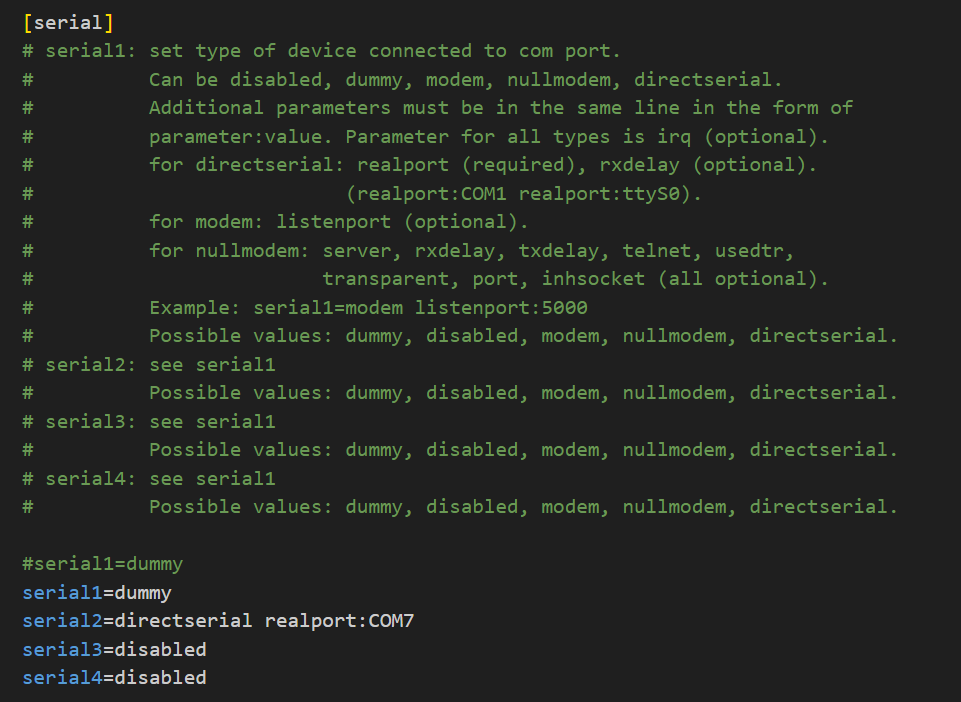 [serial]
# serial1: set type of device connected to com port.
#          Can be disabled, dummy, modem, nullmodem, directserial.
#          Additional parameters must be in the same line in the form of
#          parameter:value. Parameter for all types is irq (optional).
#          for directserial: realport (required), rxdelay (optional).
#                           (realport:COM1 realport:ttyS0).
#          for modem: listenport (optional).
#          for nullmodem: server, rxdelay, txdelay, telnet, usedtr,
#                         transparent, port, inhsocket (all optional).
#          Example: serial1=modem listenport:5000
#          Possible values: dummy, disabled, modem, nullmodem, directserial.
# serial2: see serial1
#          Possible values: dummy, disabled, modem, nullmodem, directserial.
# serial3: see serial1
#          Possible values: dummy, disabled, modem, nullmodem, directserial.
# serial4: see serial1
#          Possible values: dummy, disabled, modem, nullmodem, directserial.

#serial1=dummy
serial1=dummy
serial2=directserial realport:COM7
serial3=disabled
serial4=disabled